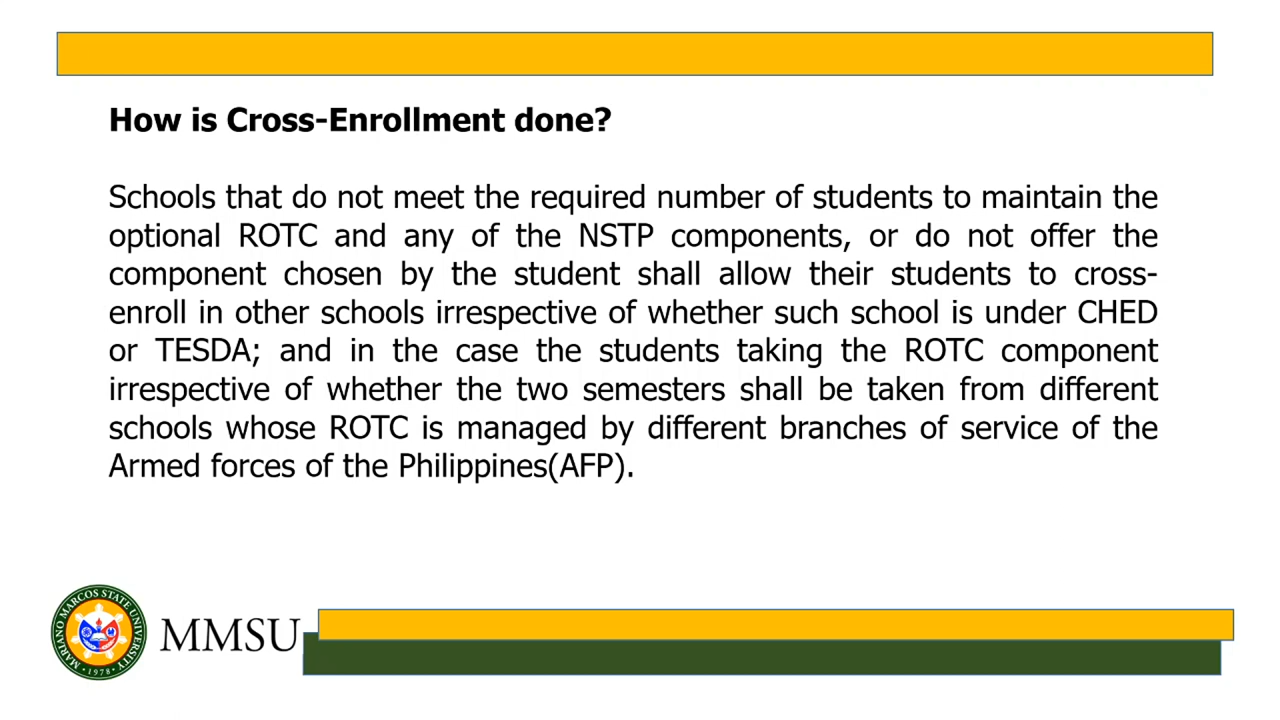 How is Cross-Enrollment done?
Schools that do not meet the required number of students to maintain the
optional ROTC and any of the NSTP components, or do not offer the
component chosen by the student shall allow their students to cross-
enroll in other schools irrespective of whether such school is under CHED
or TESDA; and in the case the students taking the ROTC component
irrespective of whether the two semesters shall be taken from different
schools whose ROTC is managed by different branches of service of the
Armed forces of the Philippines(AFP).
MARIANO MARCOS STATE UNIVERSITY
• 1978 •
MMSU